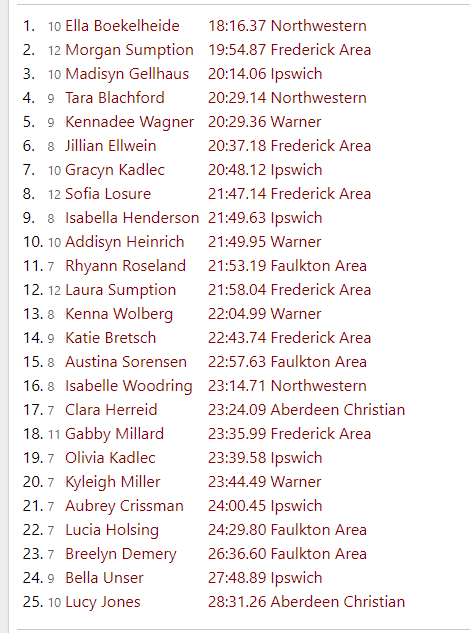 1. 10 Ella Boekelheide 18:16.37 Northwestern
2. 12 Morgan Sumption 19:54.87 Frederick Area
3. 10 Madisyn Gellhaus 20:14.06 Ipswich
4. 9 Tara Blachford 20:29.14 Northwestern
5. 9 Kennadee Wagner 20:29.36 Warner
6. 8 Jillian Ellwein 20:37.18 Frederick Area
7. 10 Gracyn Kadlec 20:48.12 Ipswich
8. 12 Sofia Losure 21:47.14 Frederick Area
9. 8 Isabella Henderson 21:49.63 Ipswich
10. 10 Addisyn Heinrich 21:49.95 Warner
11. 7 Rhyann Roseland 21:53.19 Faulkton Area
12. 12 Laura Sumption 21:58.04 Frederick Area
13. 8 Kenna Wolberg 22:04.99 Warner
14. 9 Katie Bretsch 22:43.74 Frederick Area
15. 8 Austina Sorensen 22:57.63 Faulkton Area
16. 8 Isabelle Woodring 23:14.71 Northwestern
17. 7 Clara Herreid 23:24.09 Aberdeen Christian
18. 11 Gabby Millard 23:35.99 Frederick Area
19. 7 Olivia Kadlec 23:39.58 Ipswich
20. 7 Kyleigh Miller 23:44.49 Warner
21. 7 Aubrey Crissman 24:00.45 Ipswich
22. 7 Lucia Holsing 24:29.80 Faulkton Area
23. 7 Breelyn Demery 26:36.60 Faulkton Area
24. 9 Bella Unser 27:48.89 Ipswich
25. 10 Lucy Jones 28:31.26 Aberdeen Christian